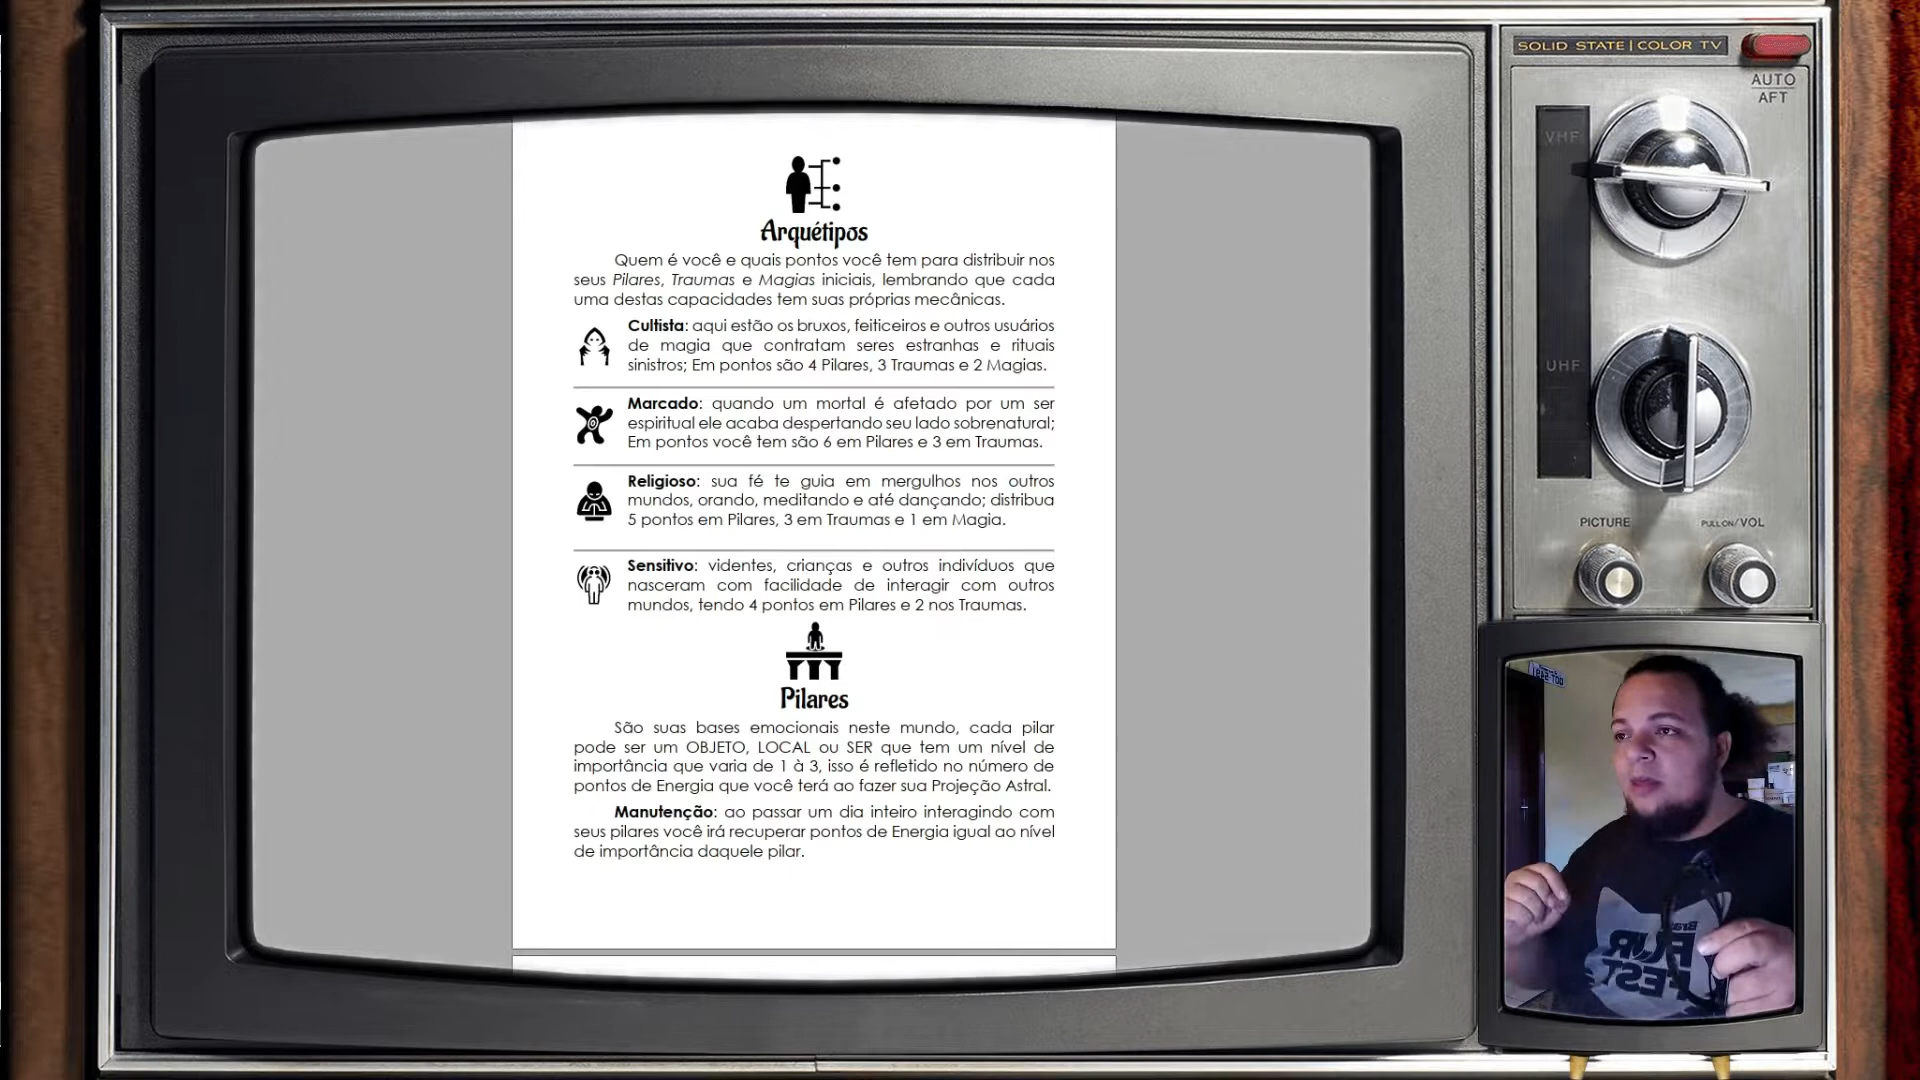 SOLID STATE | COLOR TV
AUTO
AFT
VHF
UHF
PICTURE
PULL ON/VOL
Arquétipos
Quem é você e quais pontos você tem para distribuir nos
seus Pilares, Traumas e Magias iniciais, lembrando que cada
uma destas capacidades tem suas próprias mecânicas.
Cultista: aqui estão os bruxos, feiticeiros e outros usuários
de magia que contratam seres estranhas e rituais
sinistros; Em pontos são 4 Pilares, 3 Traumas e 2 Magias.
Marcado: quando um mortal é afetado por um ser
espiritual ele acaba despertando seu lado sobrenatural;
Em pontos você tem são 6 em Pilares e 3 em Traumas.
Religioso: sua fé te guia em mergulhos nos outros
mundos, orando, meditando e até dançando; distribua
5 pontos em Pilares, 3 em Traumas e 1 em Magia.
Sensitivo: videntes, crianças e outros indivíduos que
nasceram com facilidade de interagir com outros
mundos, tendo 4 pontos em Pilares e 2 nos Traumas.
Pilares
São suas bases emocionais neste mundo, cada pilar
pode ser um OBJETO, LOCAL ou SER que tem um nível de
importância que varia de 1 à 3, isso é refletido no número de
pontos de Energia que você terá ao fazer sua Projeção Astral.
Manutenção: ao passar um dia inteiro interagindo com
seus pilares você irá recuperar pontos de Energia igual ao nível
de importância daquele pilar.
FUR
FEST